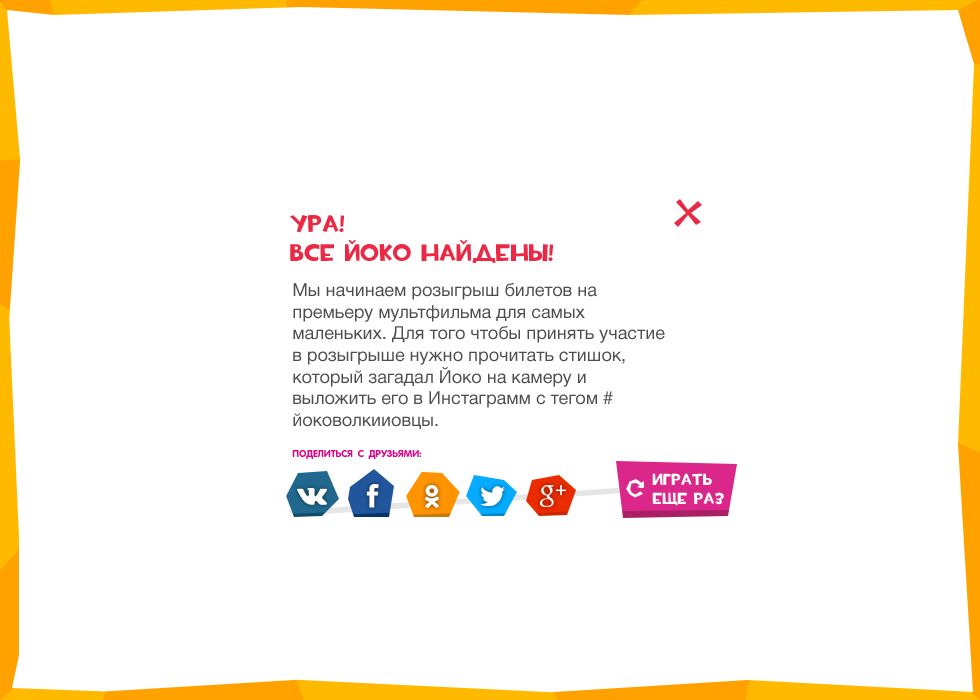 УРА!
ВСЕ ЙОКО НАЙДЕНЫ!
Мы начинаем розыгрыш билетов на
премьеру мультфильма для самых
маленьких. Для того чтобы принять участие
в розыгрыше нужно прочитать стишок,
который загадал Йоко на камеру и
выложить его в Инстаграмм с тегом #
йоковолкииовцы.
ПОДЕЛИТЬСЯ С ДРУЗЬЯМИ:
g+
ИГРАТЬ
ЕЩЕ РАЗ